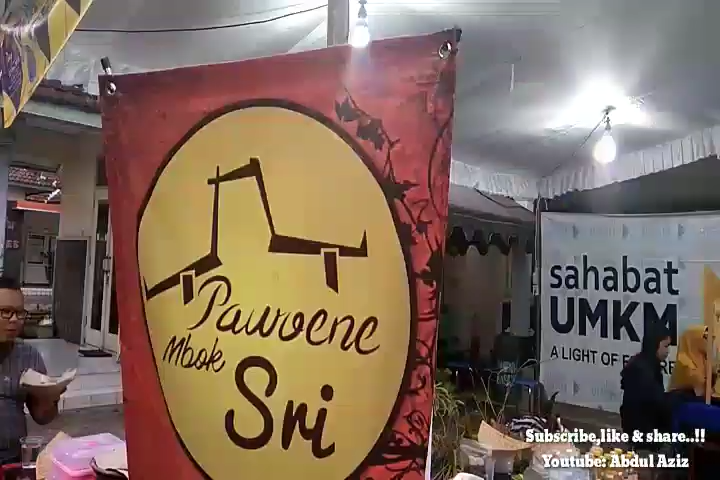 Pawoene
Mbok
Sri
sahabat
UMKM
A LIGHT OF
Subscribe,like & share..!!
Youtube: Abdul Aziz